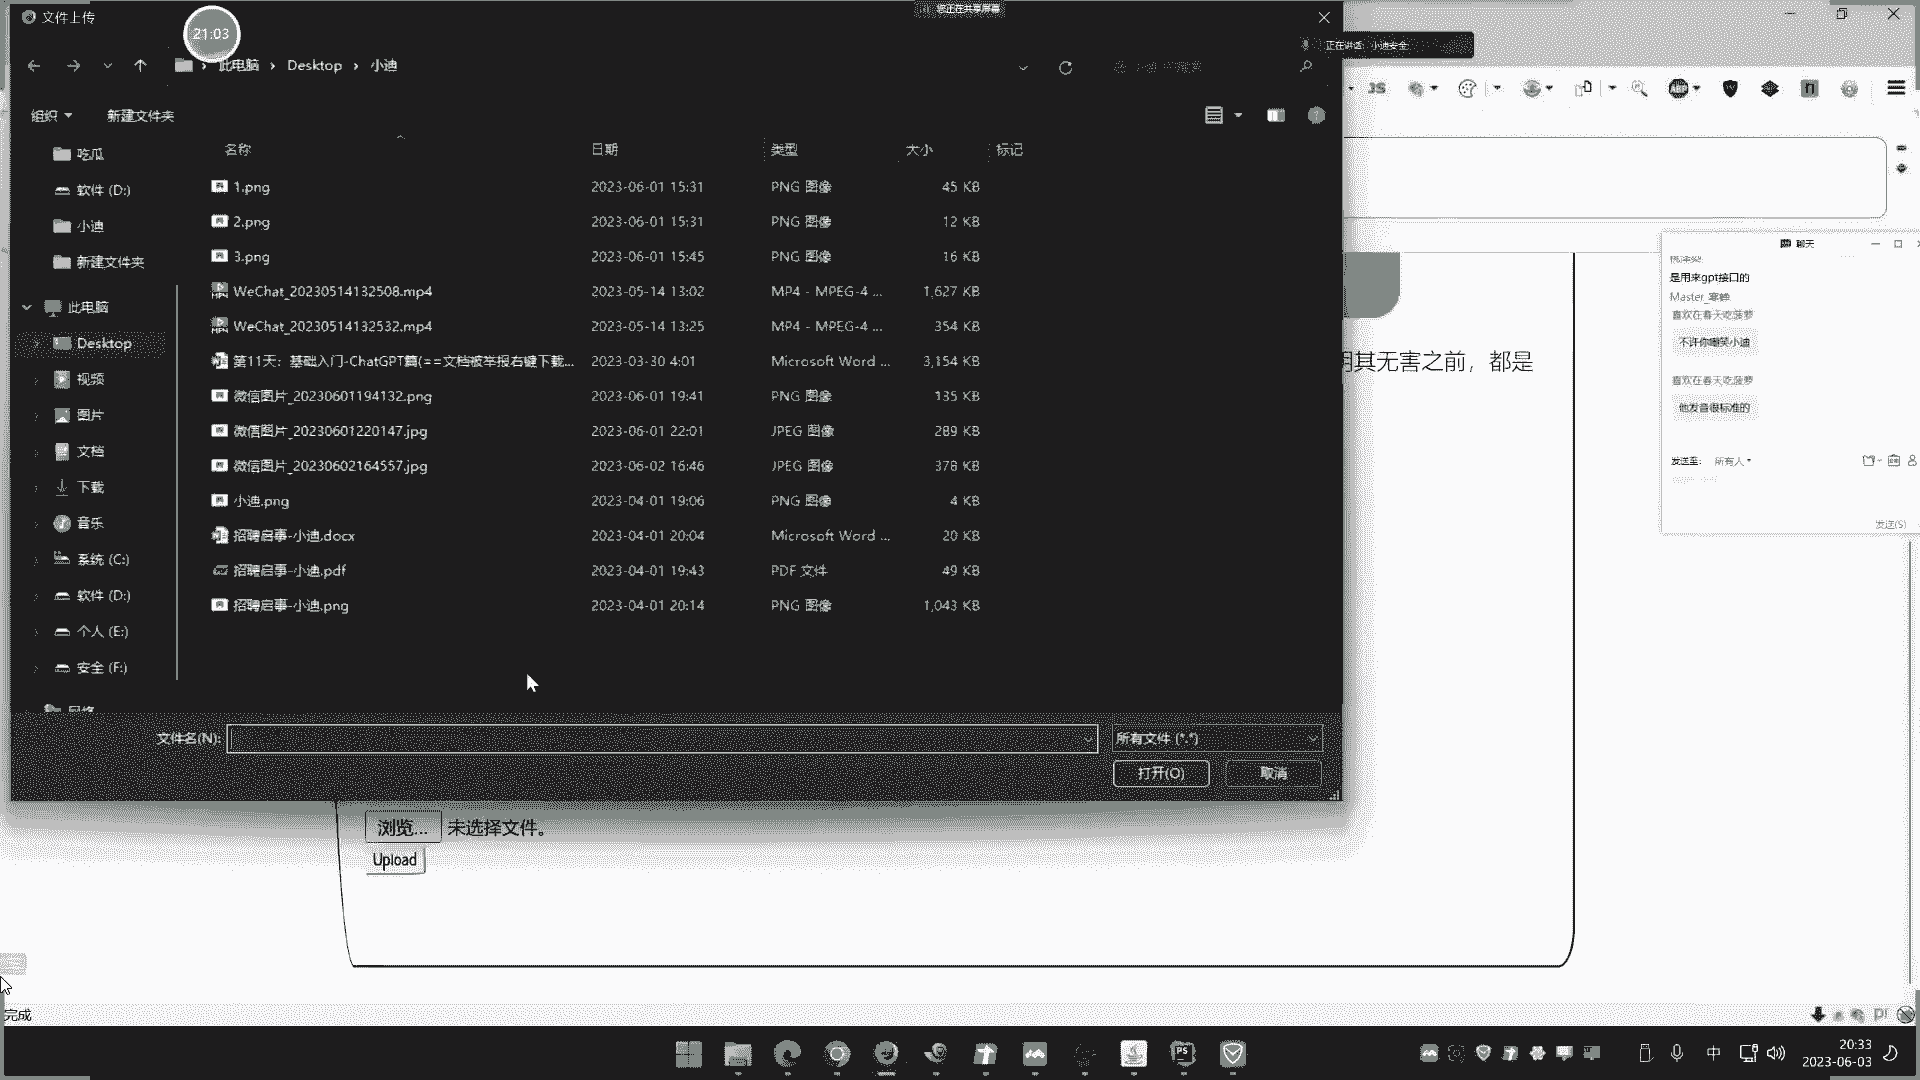 文件上传
21:03
您正在共享屏幕
正在讲话: 小迪安全
此电脑 › Desktop › 小迪
组织 新建文件夹
名称 日期 类型 大小 标记
1.png 2023-06-01 15:31 PNG 图像 45 KB
2.png 2023-06-01 15:31 PNG 图像 12 KB
3.png 2023-06-01 15:45 PNG 图像 16 KB
WeChat_20230514132508.mp4 2023-05-14 13:02 MP4 - MPEG-4 ... 1,627 KB
WeChat_20230514132532.mp4 2023-05-14 13:25 MP4 - MPEG-4 ... 354 KB
第11天：基础入门-ChatGPT篇(==文档被举报右键下载... 2023-03-30 4:01 Microsoft Word ... 3,154 KB
微信图片_20230601194132.png 2023-06-01 19:41 PNG 图像 135 KB
微信图片_20230601220147.jpg 2023-06-01 22:01 JPEG 图像 289 KB
微信图片_20230602164557.jpg 2023-06-02 16:46 JPEG 图像 378 KB
小迪.png 2023-04-01 19:06 PNG 图像 4 KB
招聘启事-小迪.docx 2023-04-01 20:04 Microsoft Word ... 20 KB
招聘启事-小迪.pdf 2023-04-01 19:43 PDF 文件 49 KB
招聘启事-小迪.png 2023-04-01 20:14 PNG 图像 1,043 KB
吃瓜
软件 (D:)
小迪
新建文件夹
此电脑
Desktop
视频
图片
文档
下载
音乐
系统 (C:)
软件 (D:)
个人 (E:)
安全 (F:)
网络
文件名(N):
所有文件 (*.*)
打开(O) 取消
JS
ABP
n
聊天
是用来gpt接口的
喜欢在春天吃菠萝
不许你嘲笑小迪
喜欢在春天吃菠萝
他发音很标准的
发送至: 所有人
发送(S)
明其无害之前，都是
浏览... 未选择文件。
Upload
完成
PS
中
20:33
2023-06-03